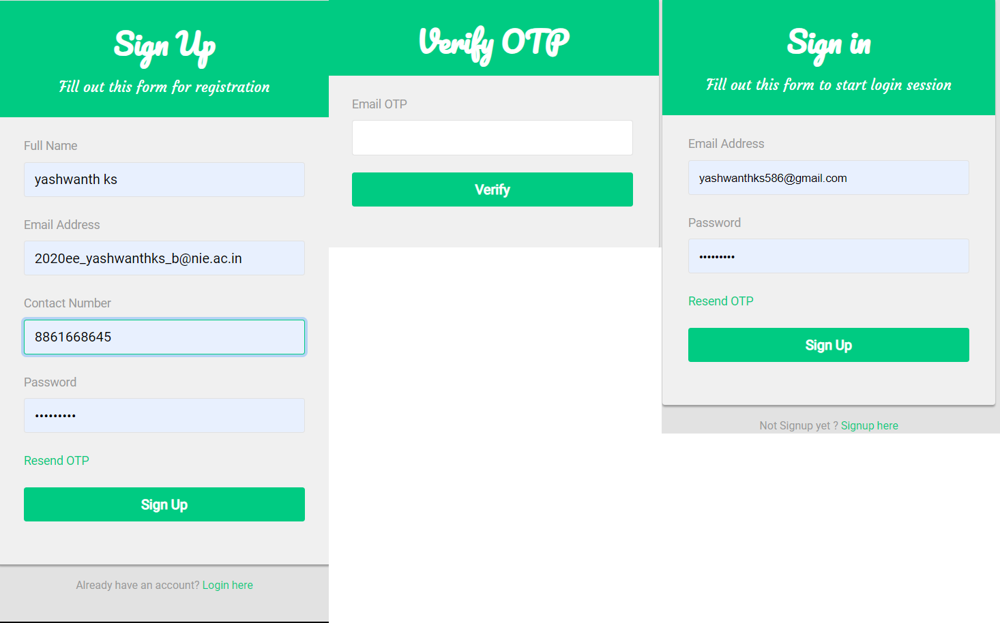 Sign Up
Fill out this form for registration
Full Name
yashwanth ks
Email Address
2020ee_yashwanthks_b@nie.ac.in
Contact Number
8861668645
Password
•••••••••
Resend OTP
Sign Up
Already have an account? Login here
Verify OTP
Email OTP
Verify
Sign in
Fill out this form to start login session
Email Address
yashwanthks586@gmail.com
Password
•••••••••
Resend OTP
Sign Up
Not Signup yet ? Signup here